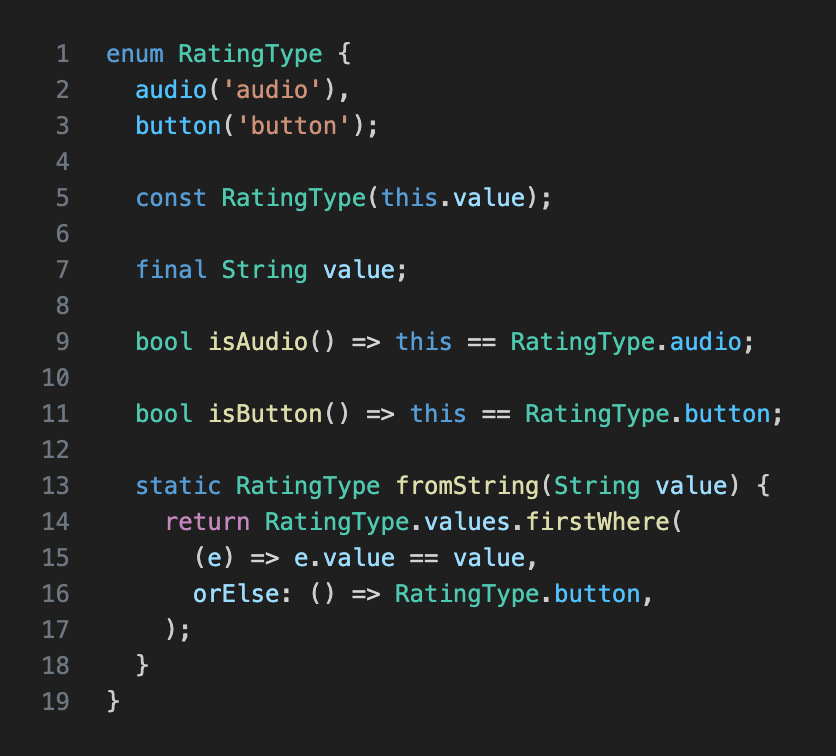 1 enum RatingType {
2   audio('audio'),
3   button('button');
4
5   const RatingType(this.value);
6
7   final String value;
8
9   bool isAudio() => this == RatingType.audio;
10
11   bool isButton() => this == RatingType.button;
12
13   static RatingType fromString(String value) {
14     return RatingType.values.firstWhere(
15       (e) => e.value == value,
16       orElse: () => RatingType.button,
17     );
18   }
19 }